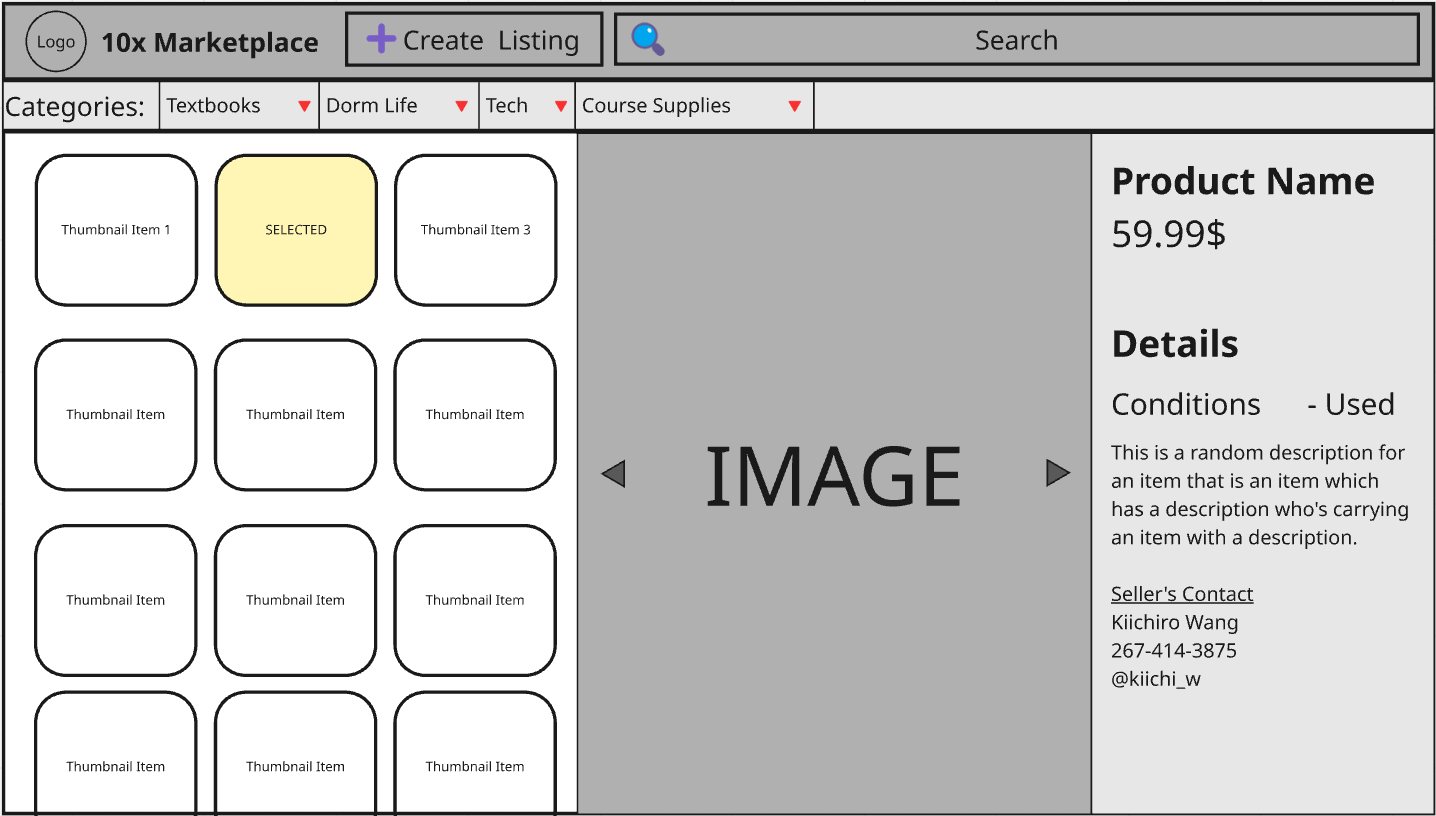 Logo
10x Marketplace
Create Listing
Search
Categories:
Textbooks
Dorm Life
Tech
Course Supplies
Thumbnail Item 1
SELECTED
Thumbnail Item 3
Thumbnail Item
Thumbnail Item
Thumbnail Item
Thumbnail Item
Thumbnail Item
Thumbnail Item
Thumbnail Item
Thumbnail Item
Thumbnail Item
IMAGE
Product Name
59.99$
Details
Conditions - Used
This is a random description for
an item that is an item which
has a description who's carrying
an item with a description.
Seller's Contact
Kiichiro Wang
267-414-3875
@kiichi_w